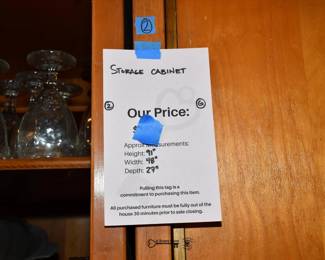 2
STORAGE CABINET
2
6
Our Price:
$
Approx Measurements:
Height: 91"
Width: 48"
Depth: 29"
Pulling this tag is a
commitment to purchasing this item.
All purchased furniture must be fully out of the
house 30 minutes prior to sale closing.